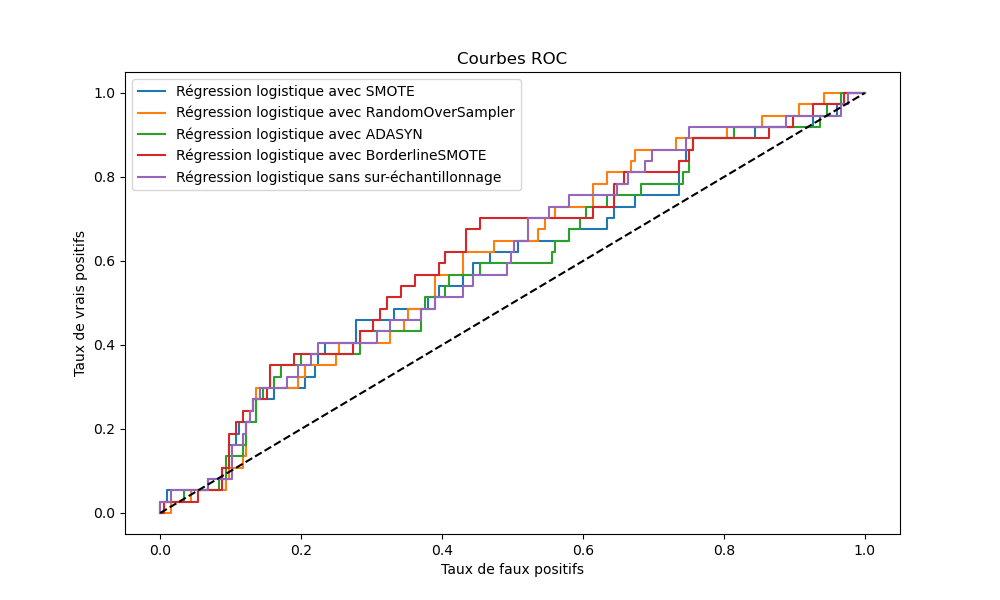 Courbes ROC
Régression logistique avec SMOTE
Régression logistique avec RandomOverSampler
Régression logistique avec ADASYN
Régression logistique avec BorderlineSMOTE
Régression logistique sans sur-échantillonnage
Taux de vrais positifs
1.0
0.8
0.6
0.4
0.2
0.0
0.0 0.2 0.4 0.6 0.8 1.0
Taux de faux positifs